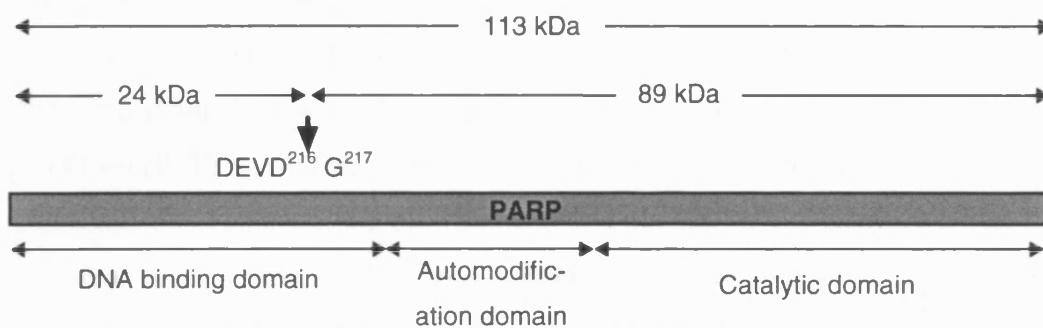 113 kDa
24 kDa 89 kDa
DEVD²¹⁶ G²¹⁷
PARP
DNA binding domain
Automodific-
ation domain
Catalytic domain